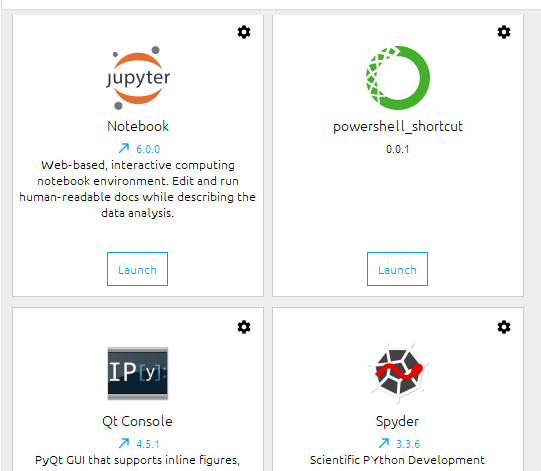 jupyter
Notebook
6.0.0
Web-based, interactive computing
notebook environment. Edit and run
human-readable docs while describing the
data analysis.
Launch
powershell_shortcut
0.0.1
Launch
IP[y]:
Qt Console
4.5.1
PyQt GUI that supports inline figures,
Spyder
3.3.6
Scientific PYthon Development